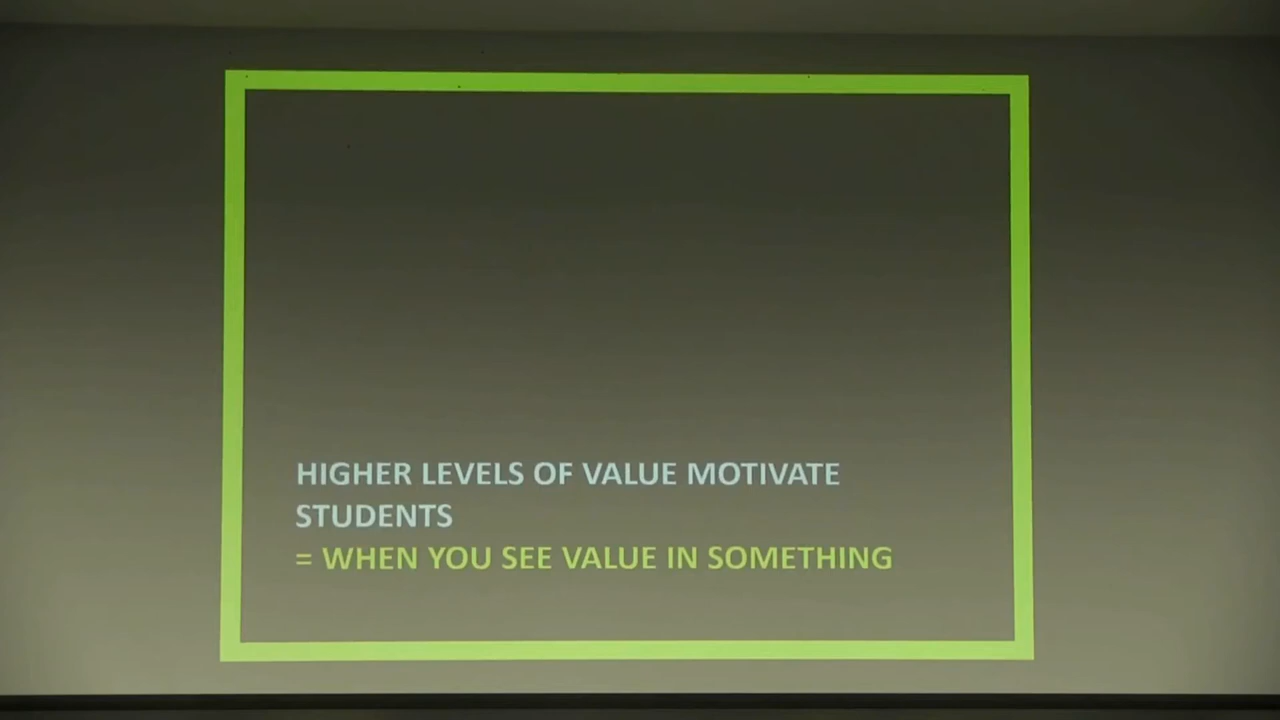 HIGHER LEVELS OF VALUE MOTIVATE
STUDENTS
= WHEN YOU SEE VALUE IN SOMETHING